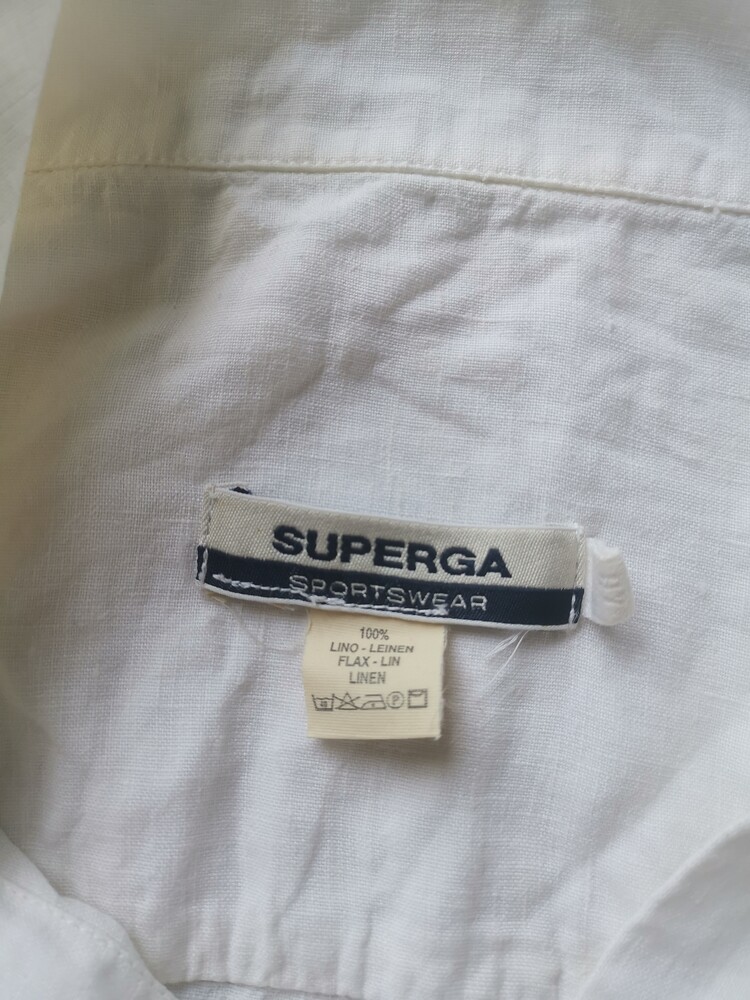 SUPERGA
SPORTSWEAR
100%
LINO - LEINEN
FLAX - LIN
LINEN